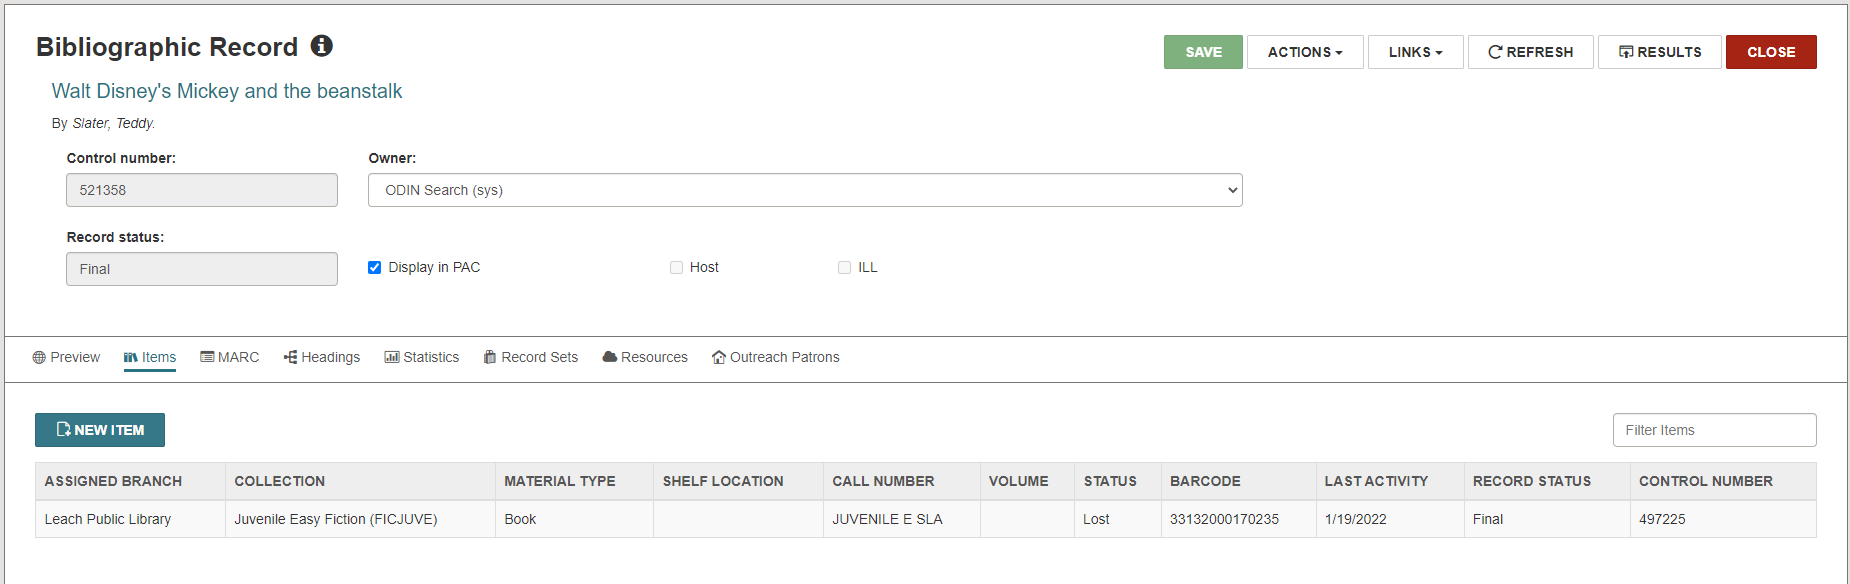 Bibliographic Record
SAVE ACTIONS LINKS REFRESH RESULTS CLOSE
Walt Disney's Mickey and the beanstalk
By Slater, Teddy.
Control number: Owner:
521358 ODIN Search (sys)
Record status:
Final Display in PAC Host ILL
Preview Items MARC Headings Statistics Record Sets Resources Outreach Patrons
NEW ITEM Filter Items
ASSIGNED BRANCH COLLECTION MATERIAL TYPE SHELF LOCATION CALL NUMBER VOLUME STATUS BARCODE LAST ACTIVITY RECORD STATUS CONTROL NUMBER
Leach Public Library Juvenile Easy Fiction (FICJUVE) Book JUVENILE E SLA Lost 33132000170235 1/19/2022 Final 497225